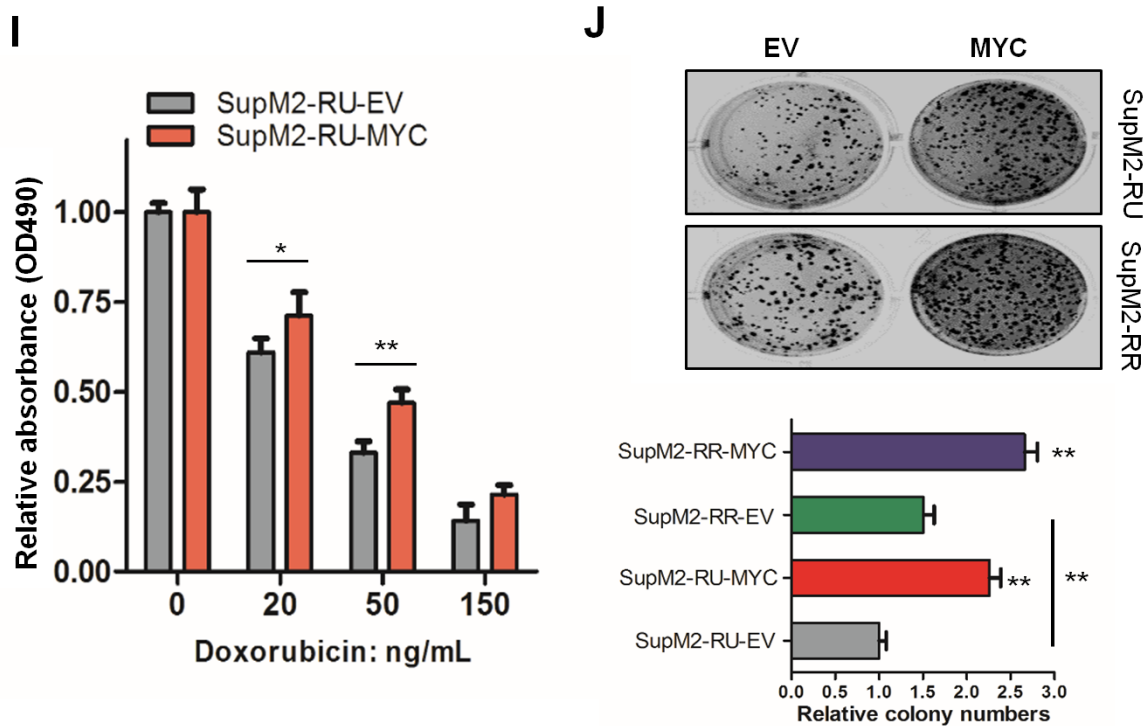 I
SupM2-RU-EV
SupM2-RU-MYC
1.00
0.75
0.50
0.25
0.00
Relative absorbance (OD490)
*
**
0 20 50 150
Doxorubicin: ng/mL
J
EV MYC
SupM2-RU
SupM2-RR
SupM2-RR-MYC
**
SupM2-RR-EV
SupM2-RU-MYC
**
**
SupM2-RU-EV
0.0 0.5 1.0 1.5 2.0 2.5 3.0
Relative colony numbers